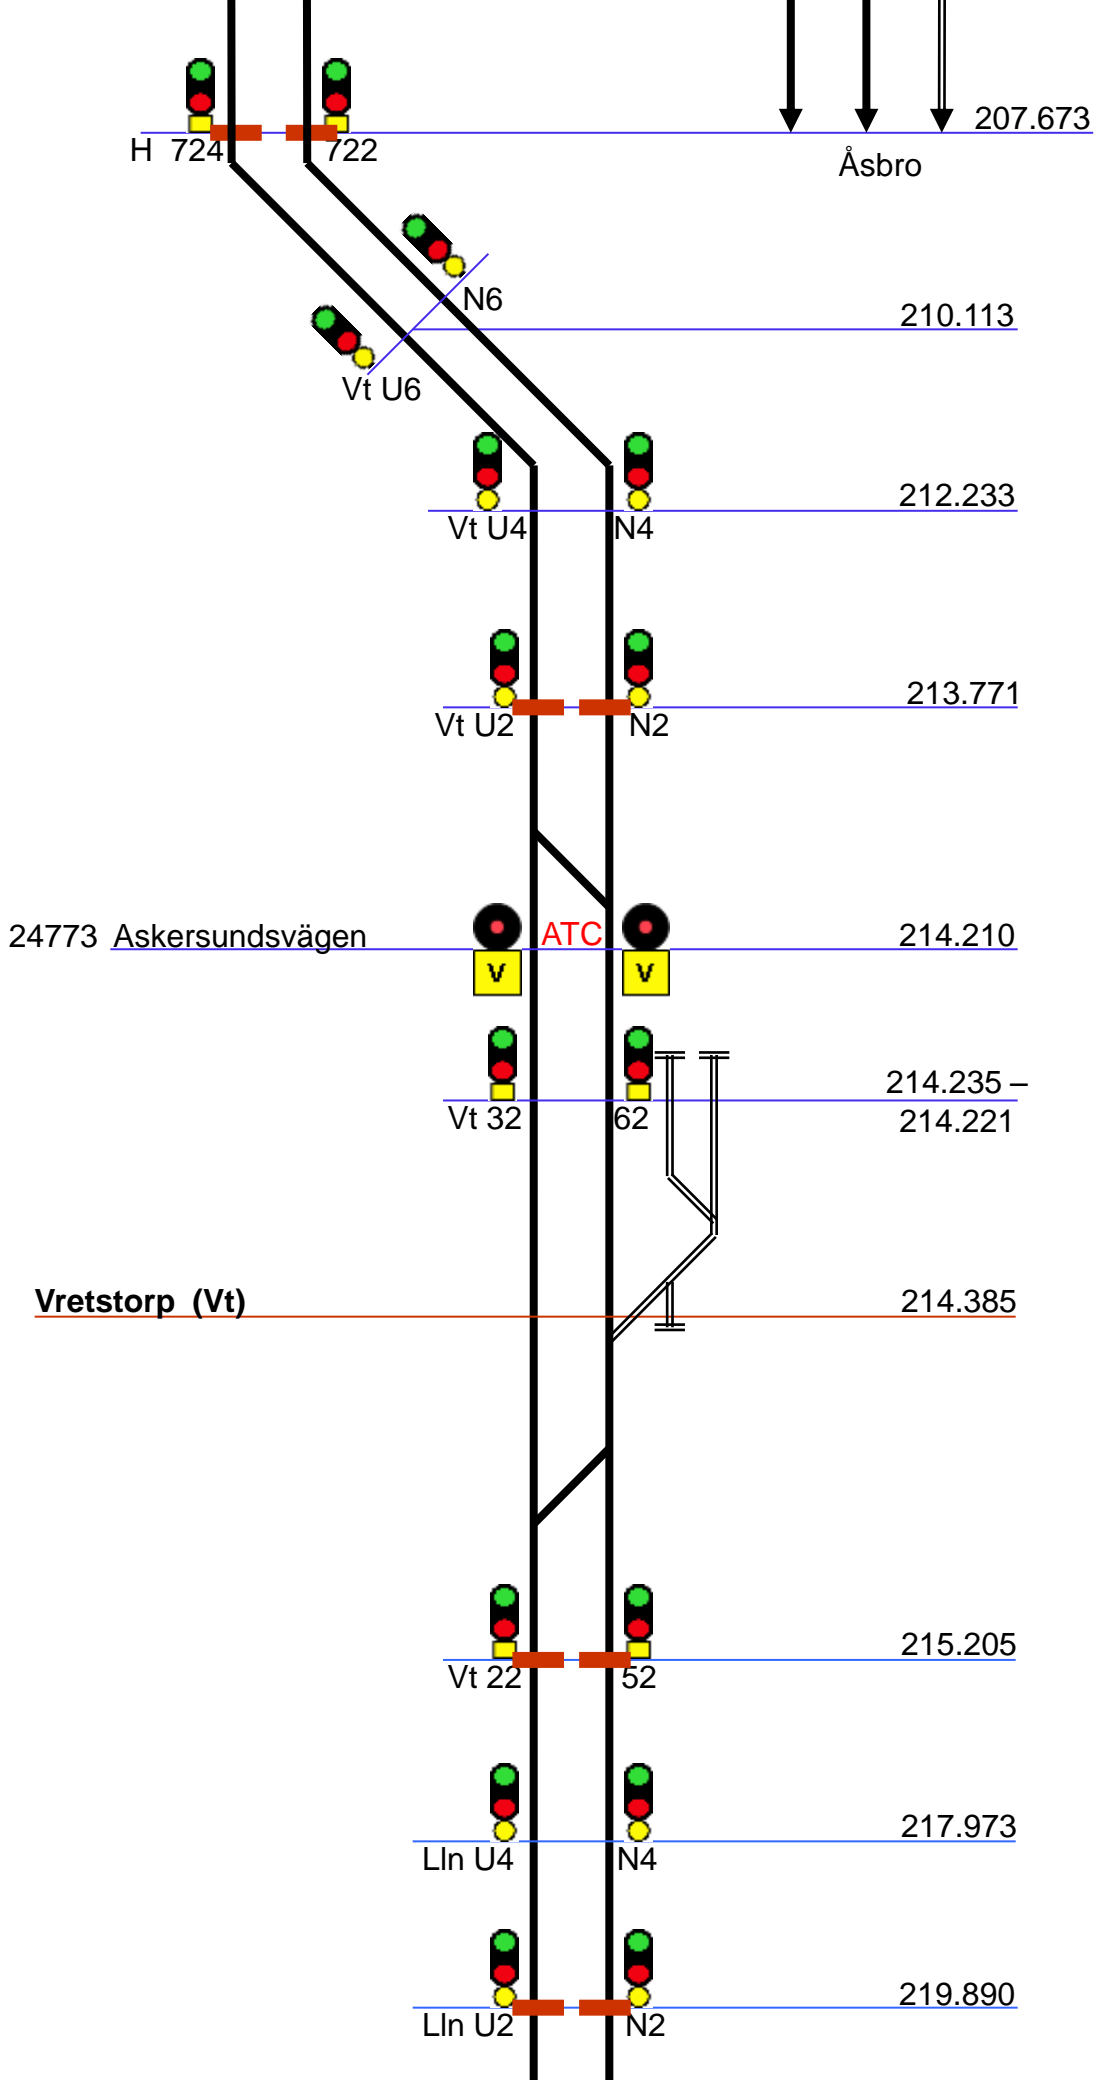 207.673
H 724 722
Åsbro
N6
210.113
Vt U6
212.233
Vt U4 N4
213.771
Vt U2 N2
24773 Askersundsvägen ATC 214.210
V V
214.235 –
Vt 32 62 214.221
Vretstorp (Vt) 214.385
215.205
Vt 22 52
217.973
Lln U4 N4
219.890
Lln U2 N2